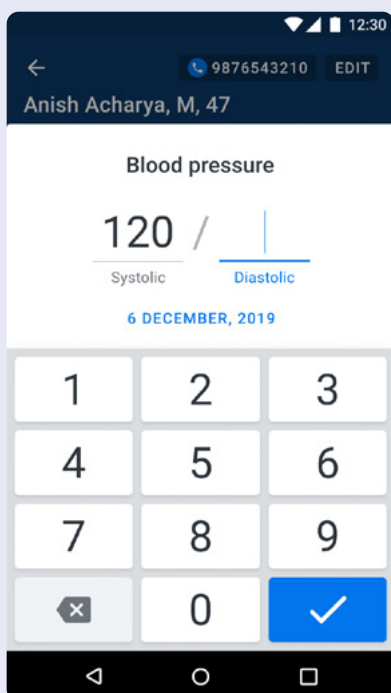 12:30
9876543210 EDIT
Anish Acharya, M, 47
Blood pressure
120 /
Systolic Diastolic
6 DECEMBER, 2019
1 2 3
4 5 6
7 8 9
0